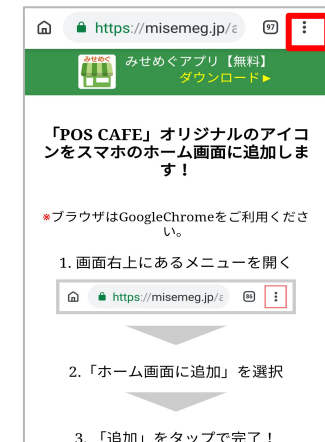 https://misemeg.jp/ε 97
みせめぐ
みせめぐアプリ【無料】
ダウンロード▶
「POS CAFE」オリジナルのアイコ
ンをスマホのホーム画面に追加しま
す！
※ブラウザはGoogleChromeをご利用くださ
い。
1. 画面右上にあるメニューを開く
https://misemeg.jp/ε 86
2.「ホーム画面に追加」を選択
3. 「追加」をタップで完了！